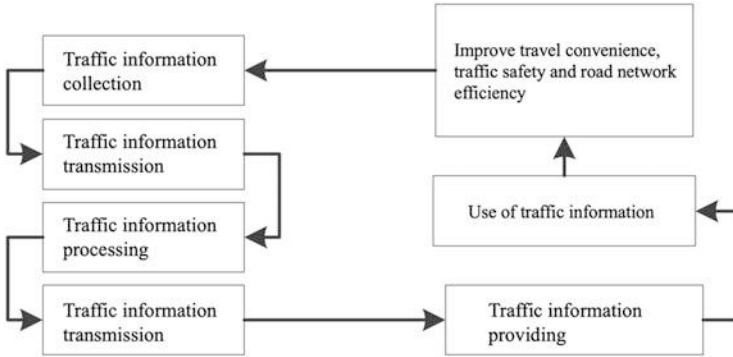 Traffic information
collection
Traffic information
transmission
Traffic information
processing
Traffic information
transmission
Improve travel convenience,
traffic safety and road network
efficiency
Use of traffic information
Traffic information
providing